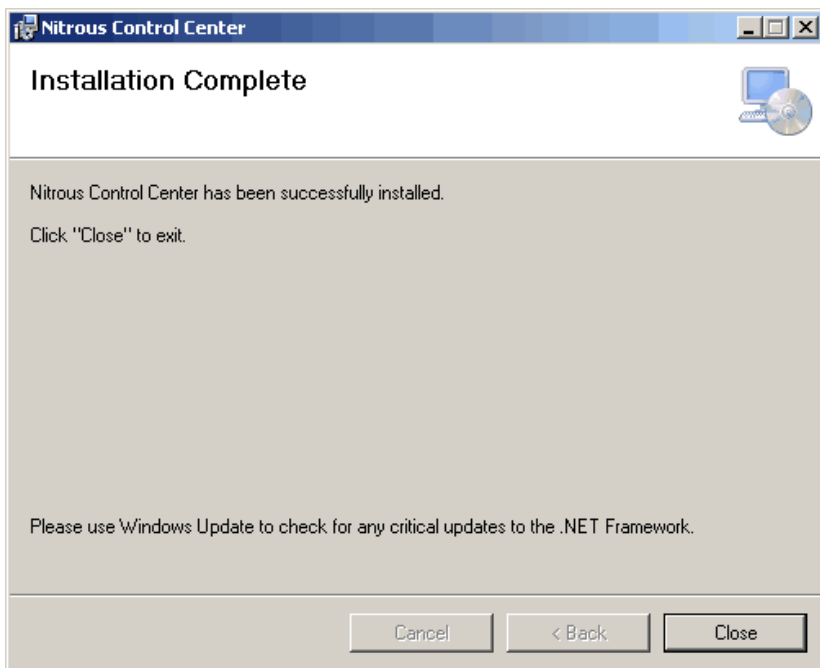 Nitrous Control Center
Installation Complete
Nitrous Control Center has been successfully installed.
Click "Close" to exit.
Please use Windows Update to check for any critical updates to the .NET Framework.
Cancel
< Back
Close